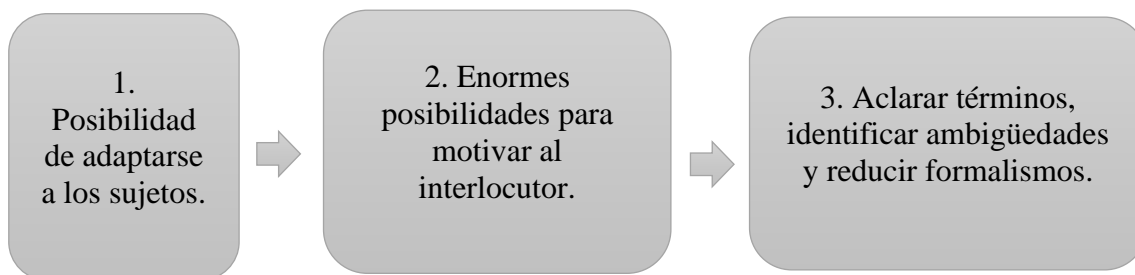 1.
Posibilidad
de adaptarse
a los sujetos.
2. Enormes
posibilidades para
motivar al
interlocutor.
3. Aclarar términos,
identificar ambigüedades
y reducir formalismos.